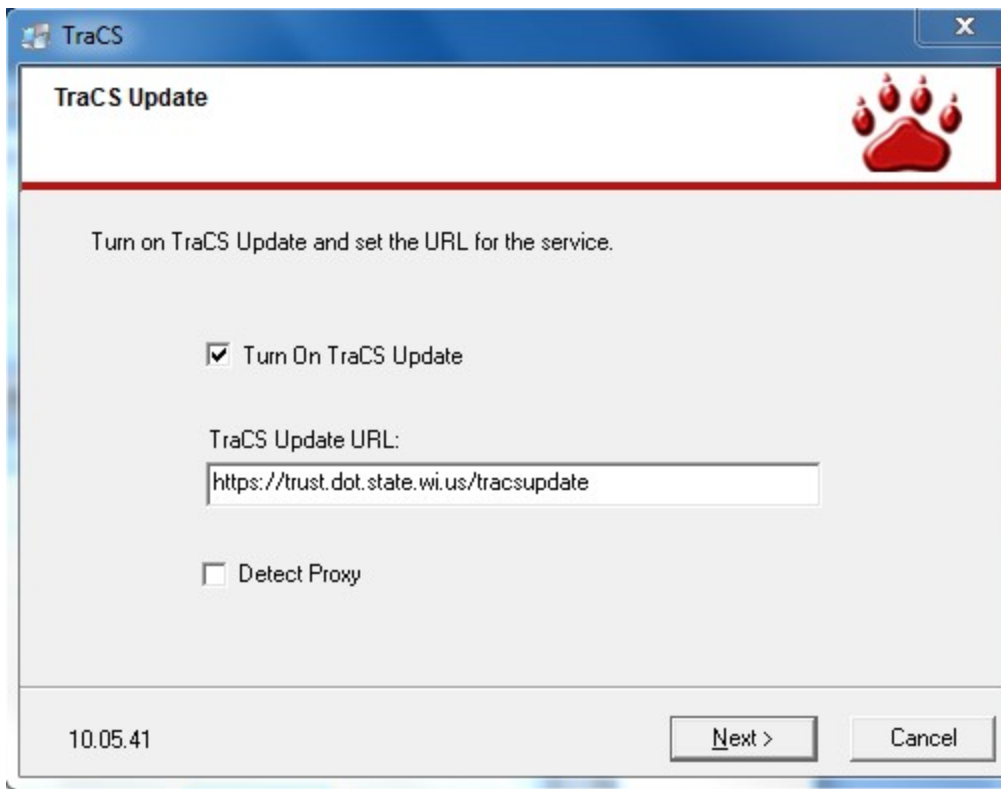 TraCS
X
TraCS Update
Turn on TraCS Update and set the URL for the service.
Turn On TraCS Update
TraCS Update URL:
https://trust.dot.state.wi.us/tracsupdate
Detect Proxy
10.05.41
Next >
Cancel